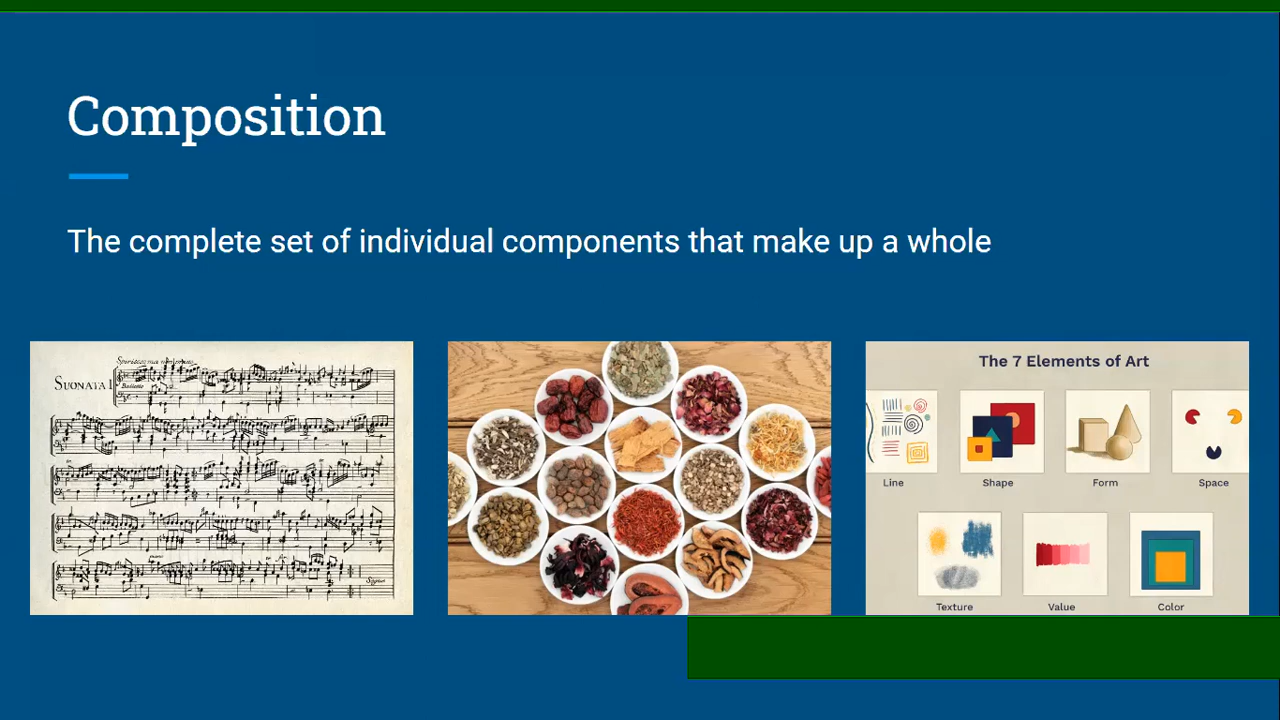 Composition
The complete set of individual components that make up a whole
SUONATA I
The 7 Elements of Art
Line
Shape
Form
Space
Texture
Value
Color